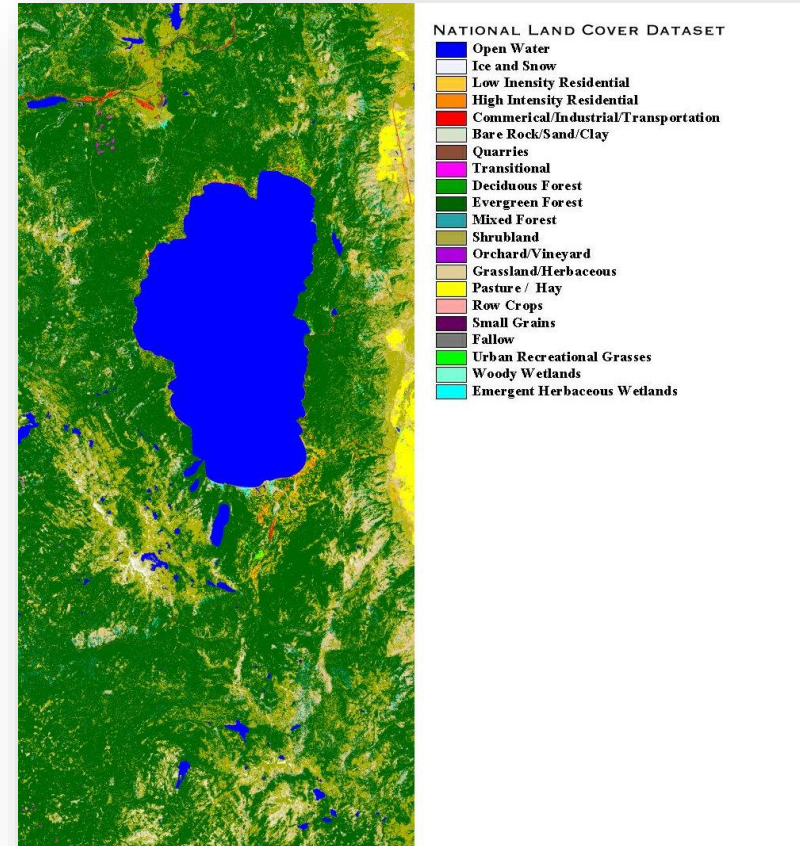 NATIONAL LAND COVER DATASET
Open Water
Ice and Snow
Low Inensity Residential
High Intensity Residential
Commerical/Industrial/Transportation
Bare Rock/Sand/Clay
Quarries
Transitional
Deciduous Forest
Evergreen Forest
Mixed Forest
Shrubland
Orchard/Vineyard
Grassland/Herbaceous
Pasture / Hay
Row Crops
Small Grains
Fallow
Urban Recreational Grasses
Woody Wetlands
Emergent Herbaceous Wetlands